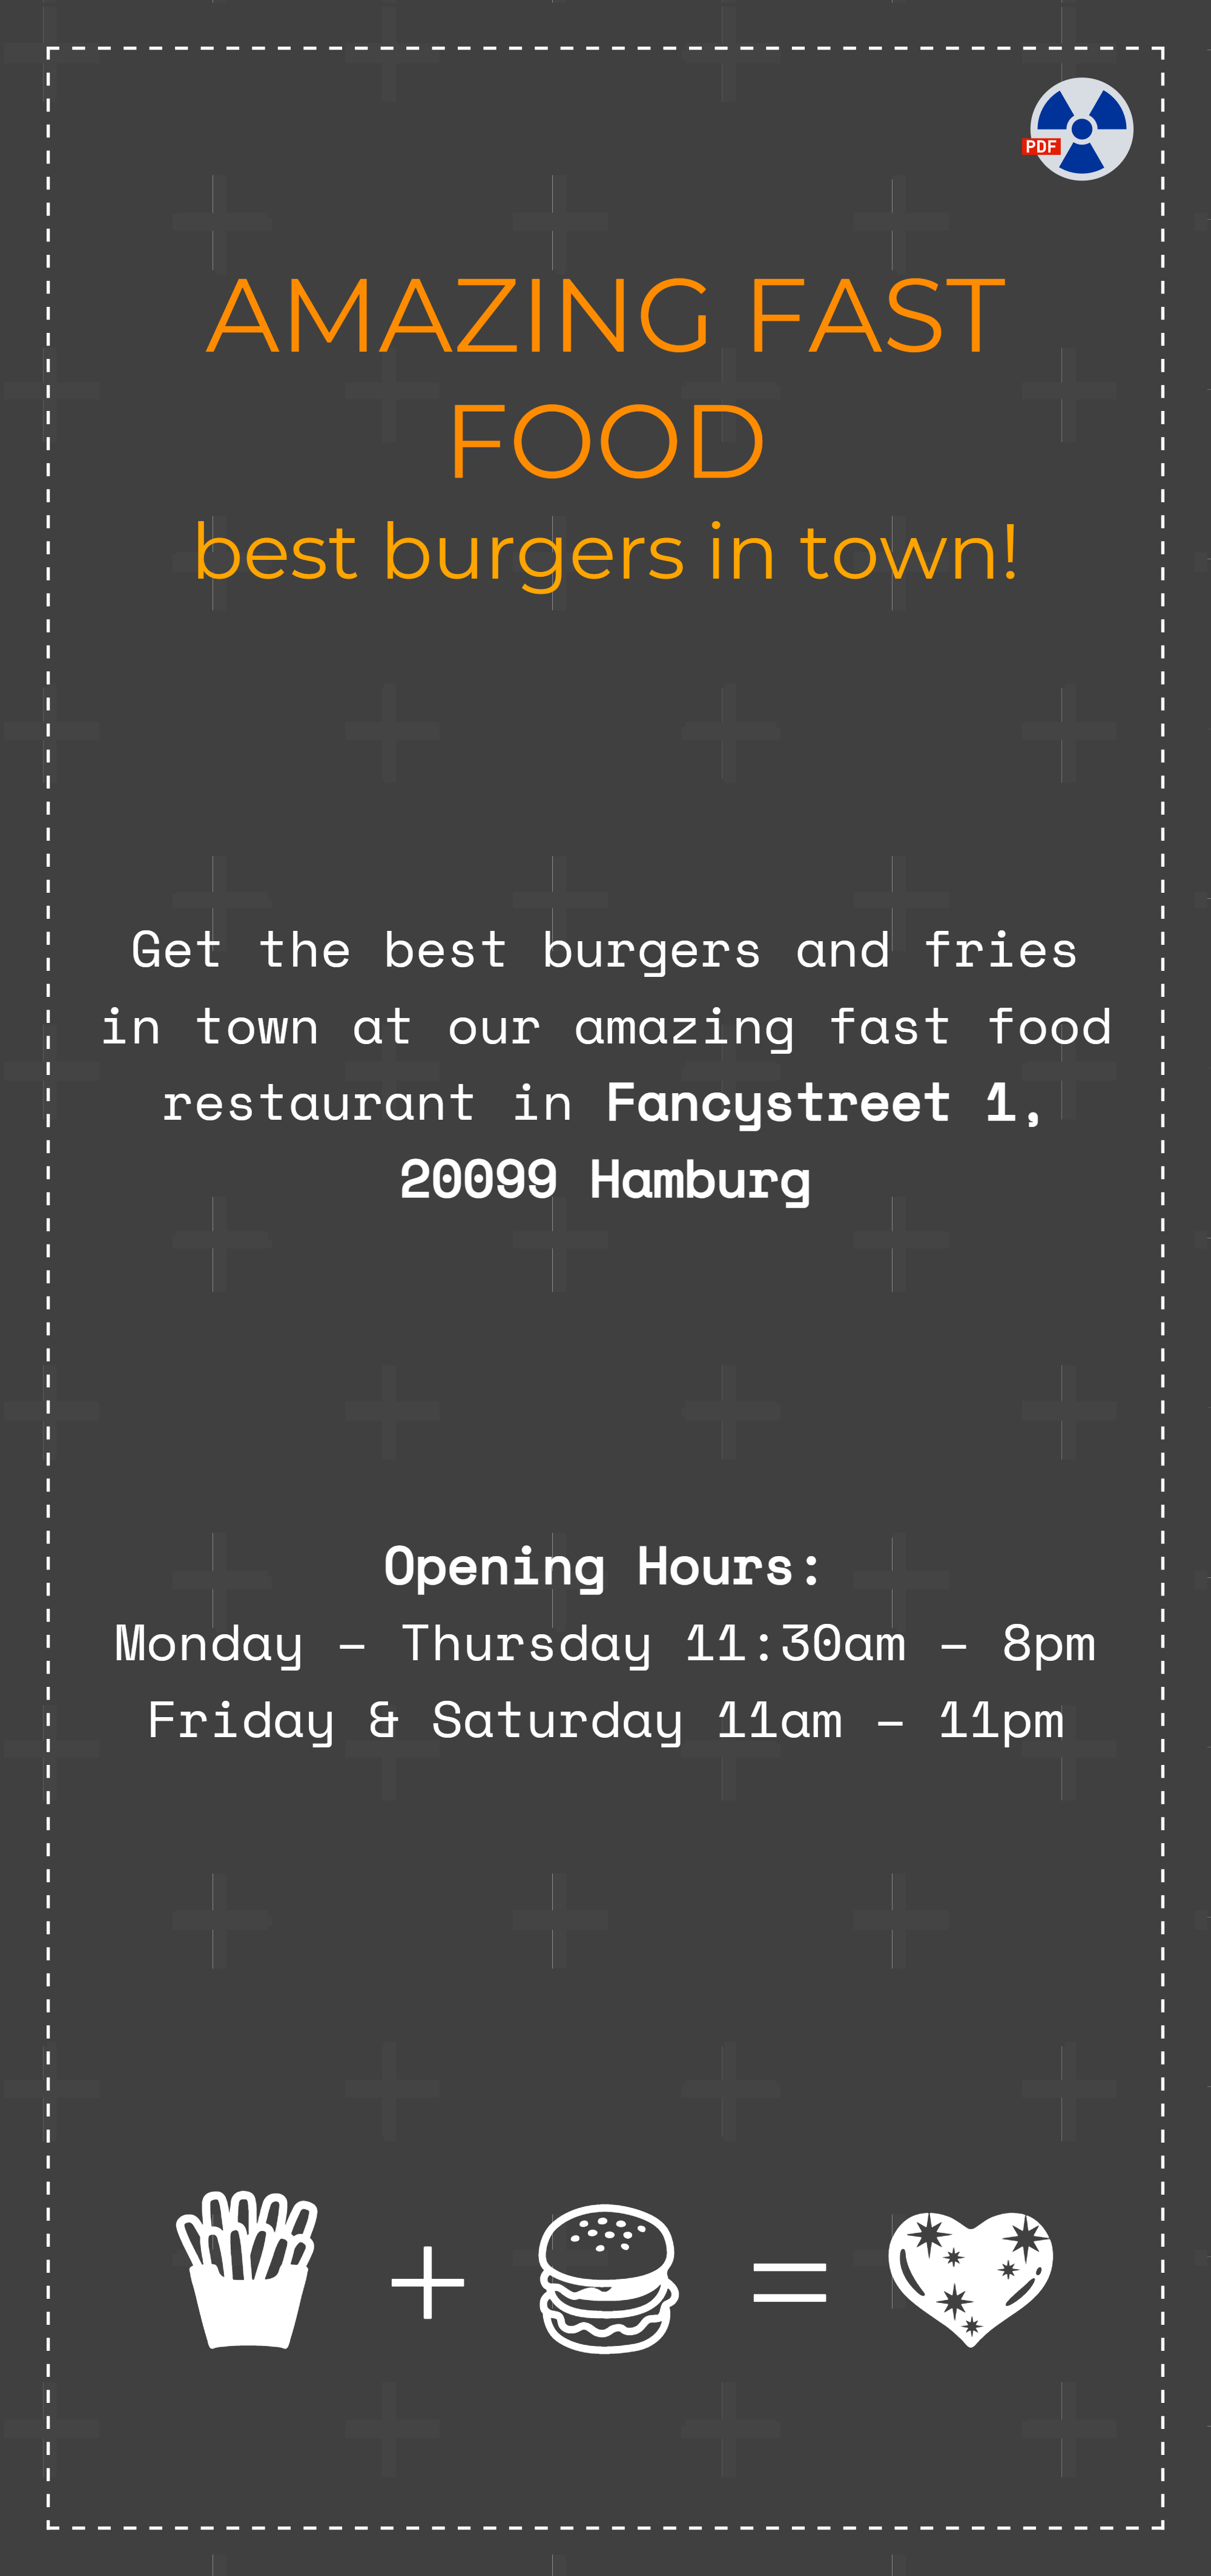 PDF
AMAZING FAST
FOOD
best burgers in town!
Get the best burgers and fries
in town at our amazing fast food
restaurant in Fancystreet 1,
20099 Hamburg
Opening Hours:
Monday – Thursday 11:30am – 8pm
Friday & Saturday 11am – 11pm
+ =